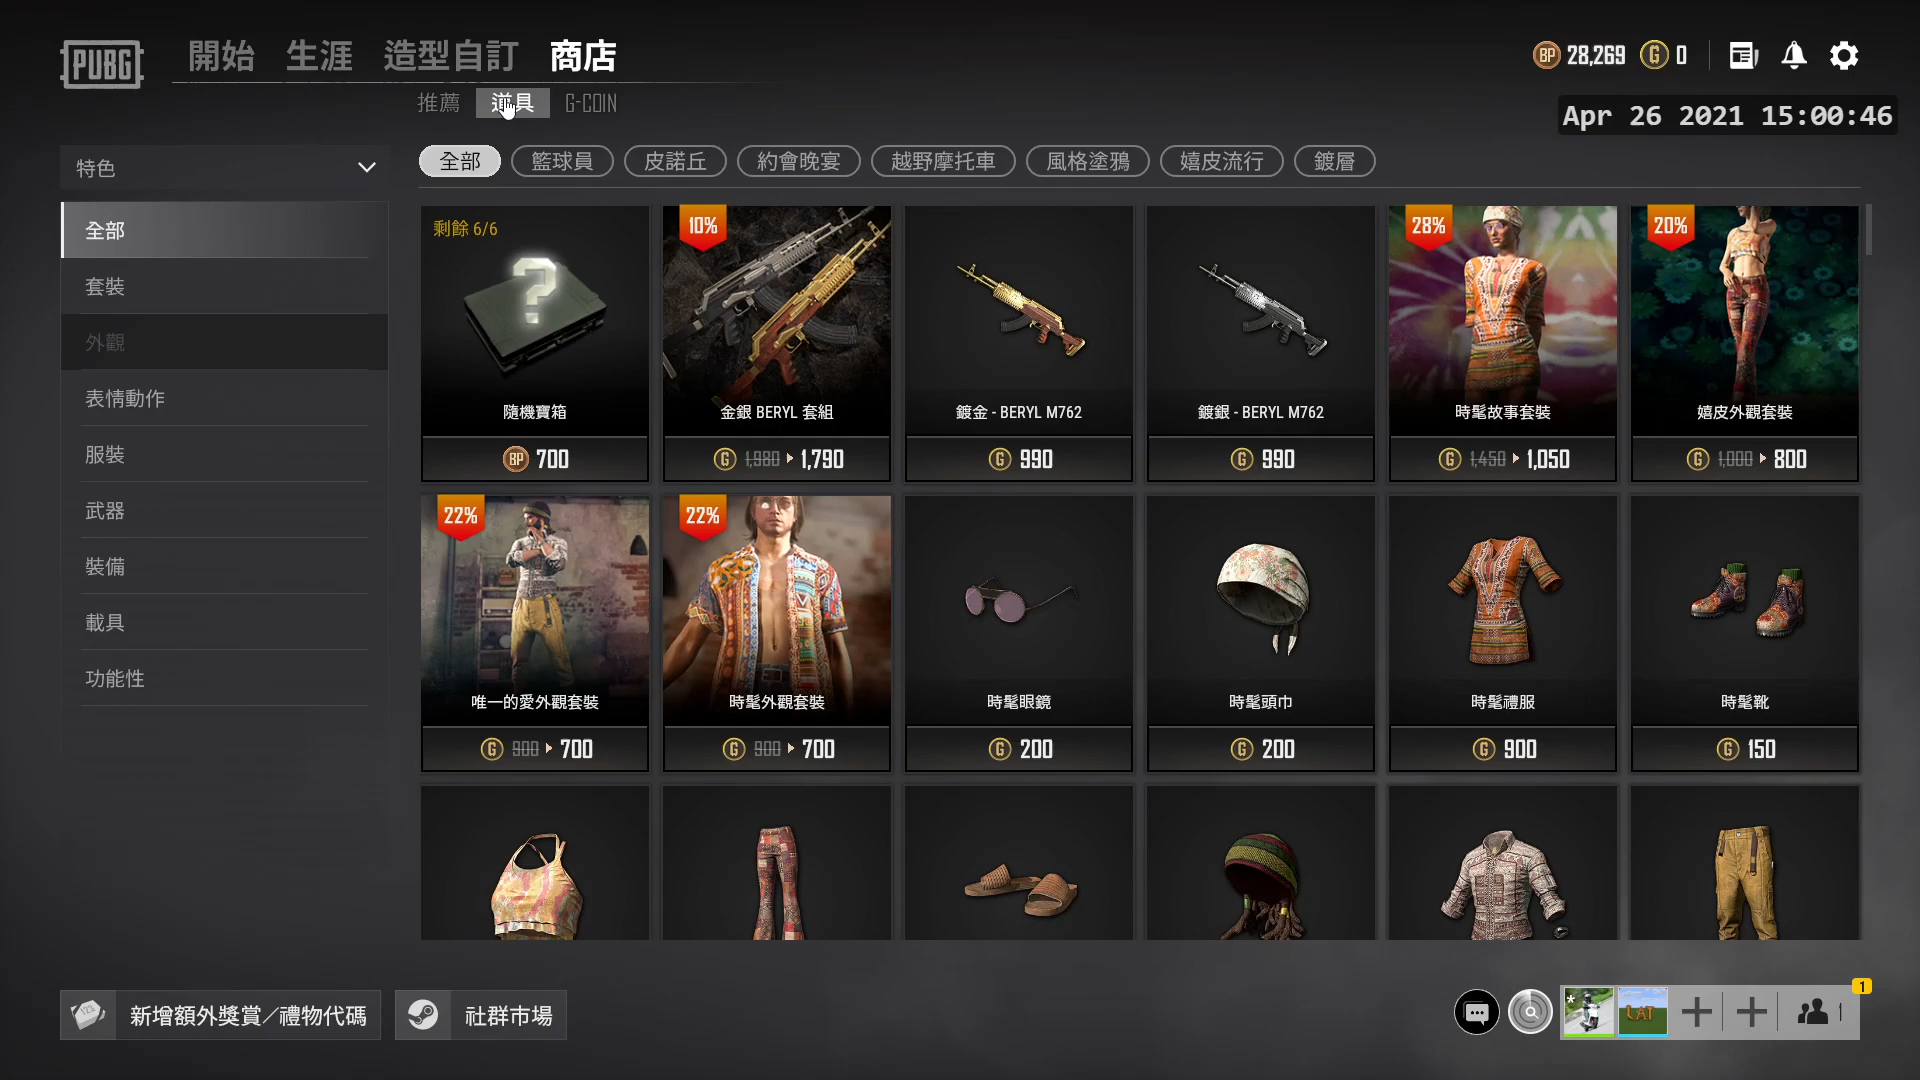 PUBG
開始 生涯 造型自訂 商店
BP 28,269 G 0
推薦 道具 G-COIN
Apr 26 2021 15:00:46
特色
全部 籃球員 皮諾丘 約會晚宴 越野摩托車 風格塗鴉 嬉皮流行 鍍層
全部
套裝
外觀
表情動作
服裝
武器
裝備
載具
功能性
剩餘 6/6
10%
28%
20%
隨機寶箱
金銀 BERYL 套組
鍍金 - BERYL M762
鍍銀 - BERYL M762
時髦故事套裝
嬉皮外觀套裝
BP 700
G 1,980 1,790
G 990
G 990
G 1,450 1,050
G 1,000 800
22%
22%
唯一的愛外觀套裝
時髦外觀套裝
時髦眼鏡
時髦頭巾
時髦禮服
時髦靴
G 900 700
G 900 700
G 200
G 200
G 900
G 150
新增額外獎賞/禮物代碼
社群市場
LAT
1
1